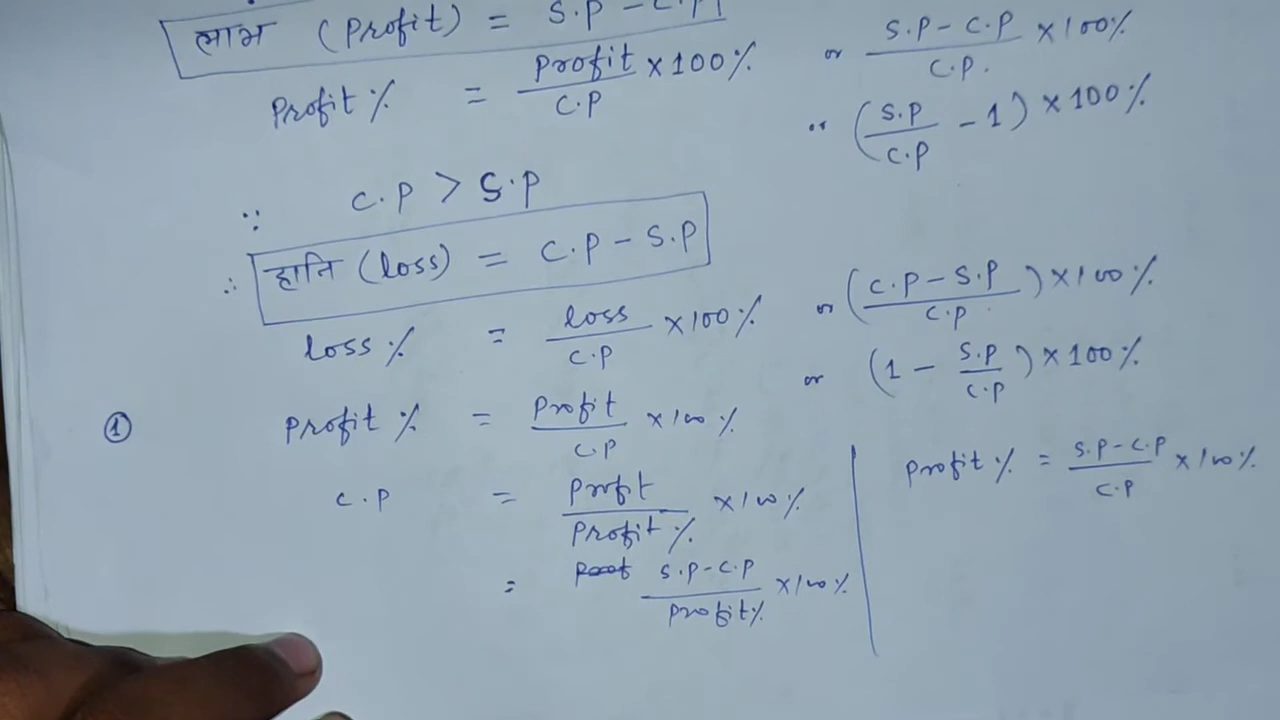 लाभ (Profit) = S.P - C.P
Profit % = Profit/C.P × 100% or S.P - C.P/C.P. × 100%
or (S.P/C.P - 1) × 100%
∵ C.P > S.P
∴ हानि (loss) = C.P - S.P
loss % = loss/C.P × 100% or (C.P - S.P/C.P) × 100%
or (1 - S.P/C.P) × 100%
① Profit % = Profit/C.P × 100%
C.P = Proft/Profit % × 100%
= S.P - C.P/Profit% × 100%
Profit % = S.P - C.P/C.P × 100%